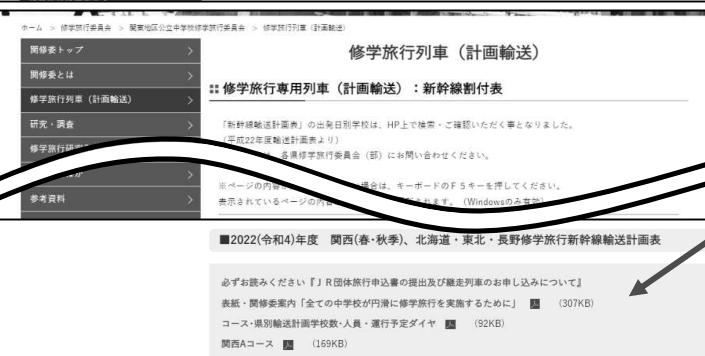 ホーム > 修学旅行委員会 > 関東地区公立中学校修学旅行委員会 > 修学旅行列車（計画輸送）
関修委トップ
関修委とは
修学旅行列車（計画輸送）
研究・調査
修学旅行研究
参考資料
修学旅行列車（計画輸送）
修学旅行専用列車（計画輸送）：新幹線割付表
「新幹線輸送計画表」の出発日別学校は、HP上で検索・ご確認いただく事となりました。
（平成22年度輸送計画表より）
は、各県修学旅行委員会（部）にお問い合わせください。
※ページの内容が 場合は、キーボードのF5キーを押してください。
表示されているページの内容 されます。（Windowsのみ有効）
■2022(令和4)年度 関西(春・秋季)、北海道・東北・長野修学旅行新幹線輸送計画表
必ずお読みください『JR団体旅行申込書の提出及び継走列車のお申し込みについて』
表紙・関修委案内「全ての中学校が円滑に修学旅行を実施するために」 （307KB）
コース・県別輸送計画学校数・人員・運行予定ダイヤ （92KB）
関西Aコース （169KB）